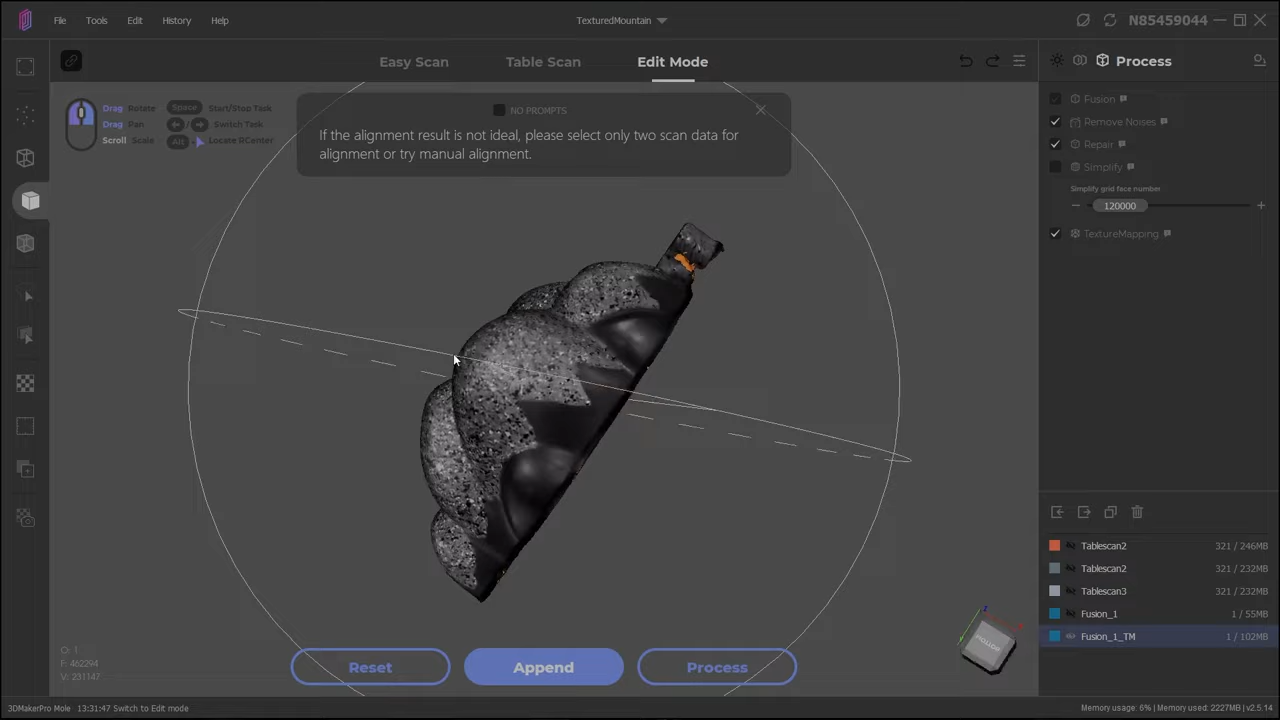 File Tools Edit History Help TexturedMountain N85459044
Easy Scan Table Scan Edit Mode Process
Drag Rotate Space Start/Stop Task
Drag Pan Switch Task
Scroll Scale Alt + Locate RCenter
NO PROMPTS
If the alignment result is not ideal, please select only two scan data for
alignment or try manual alignment.
Fusion
Remove Noises
Repair
Simplify
Simplify grid face number
− 120000 +
TextureMapping
Tablescan2 321 / 246MB
Tablescan2 321 / 232MB
Tablescan3 321 / 232MB
Fusion_1 1 / 55MB
Fusion_1_TM 1 / 102MB
O: 1
F: 462294
V: 231147
Reset Append Process
3DMakerPro Mole 13:31:47 Switch to Edit mode Memory usage: 6% | Memory used: 2227MB | v2.5.14